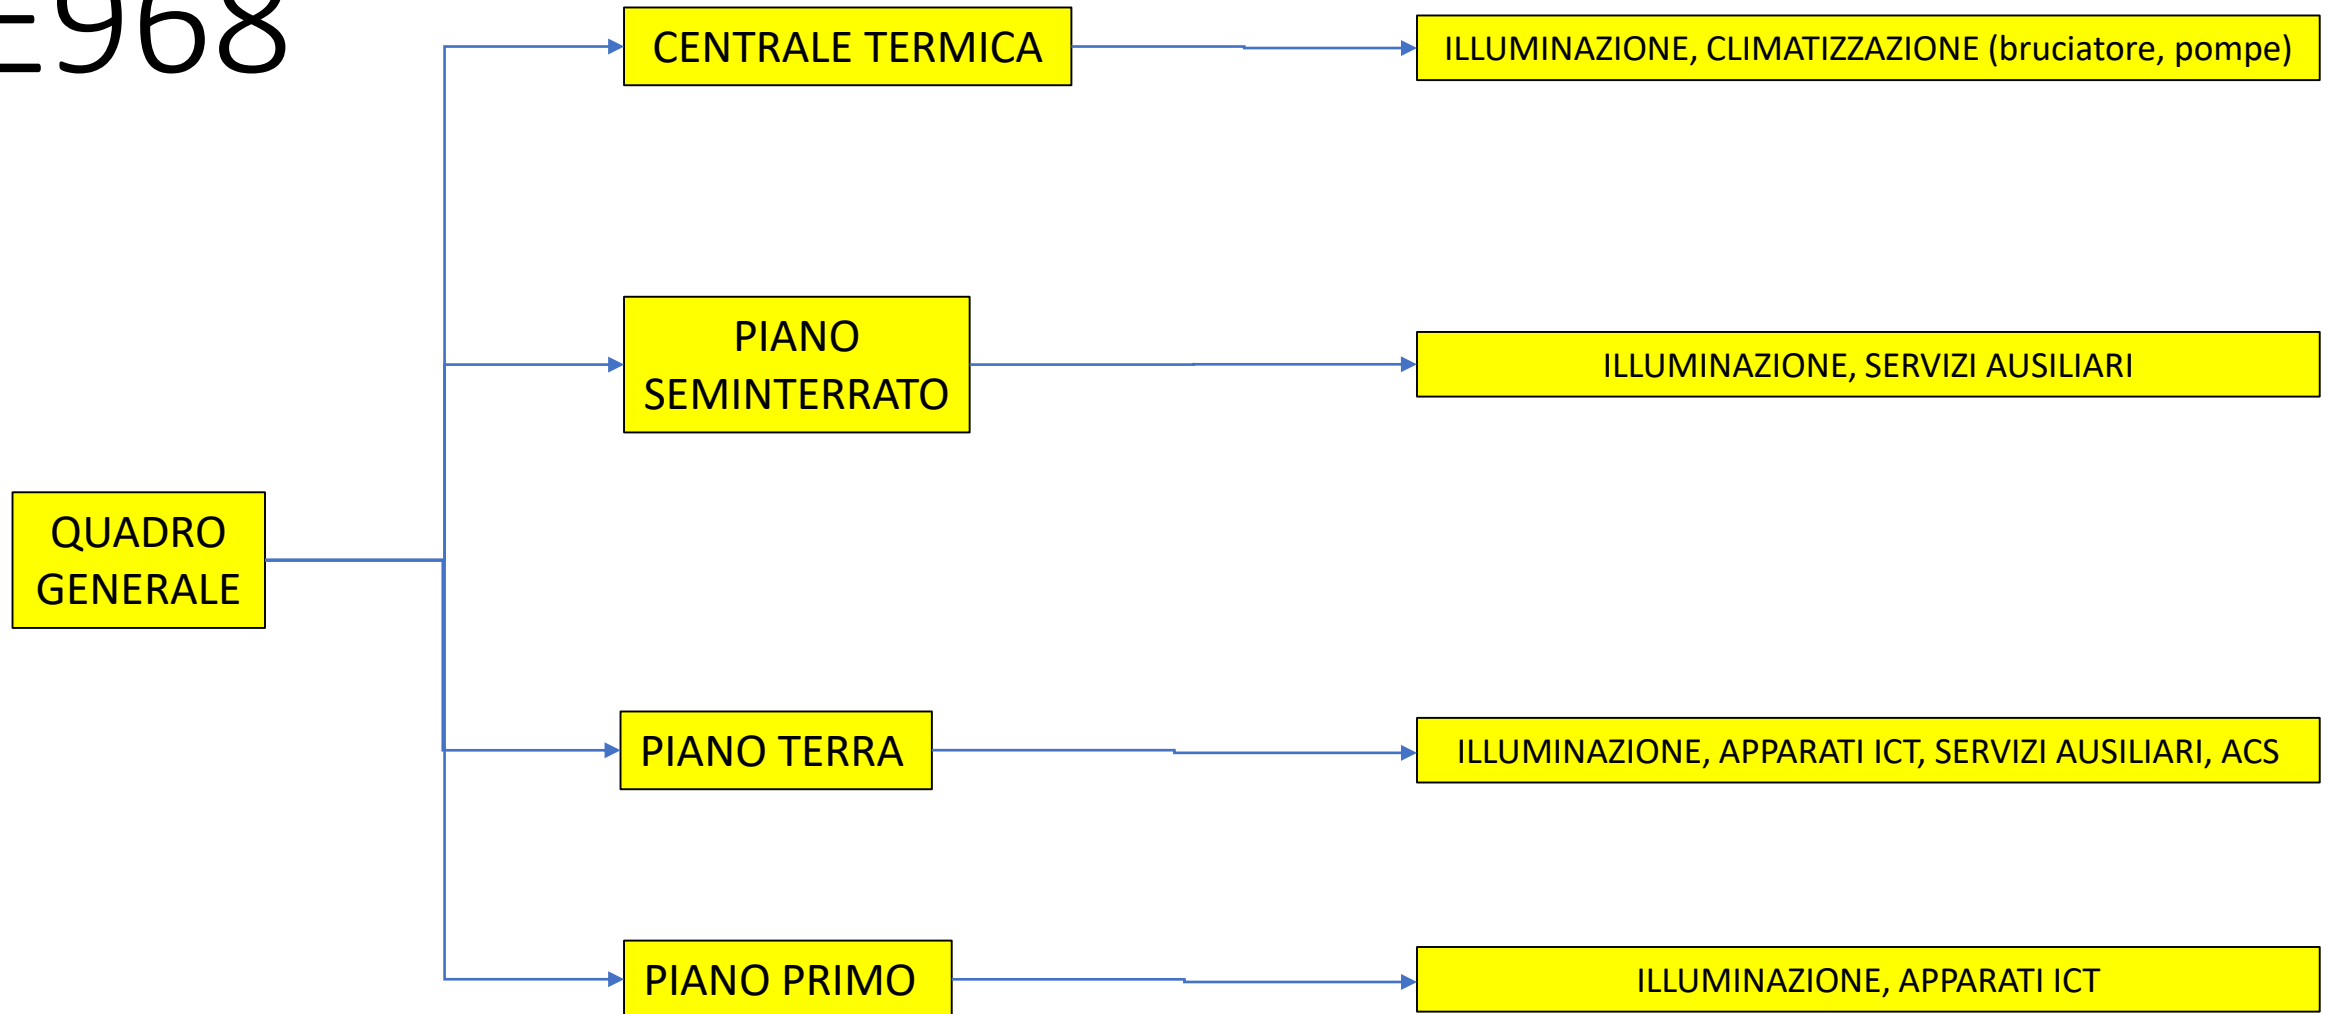 E968
CENTRALE TERMICA
ILLUMINAZIONE, CLIMATIZZAZIONE (bruciatore, pompe)
PIANO
SEMINTERRATO
ILLUMINAZIONE, SERVIZI AUSILIARI
QUADRO
GENERALE
PIANO TERRA
ILLUMINAZIONE, APPARATI ICT, SERVIZI AUSILIARI, ACS
PIANO PRIMO
ILLUMINAZIONE, APPARATI ICT